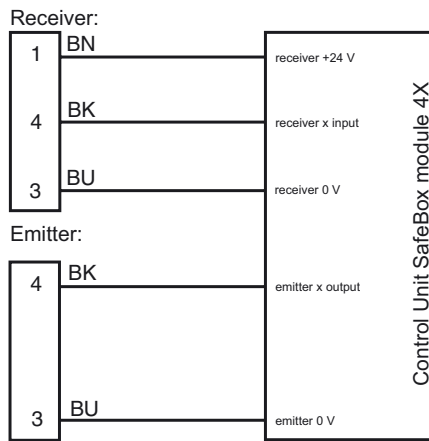 Receiver:
1 BN receiver +24 V
4 BK receiver x input
3 BU receiver 0 V
Emitter:
4 BK emitter x output
3 BU emitter 0 V
Control Unit SafeBox module 4X